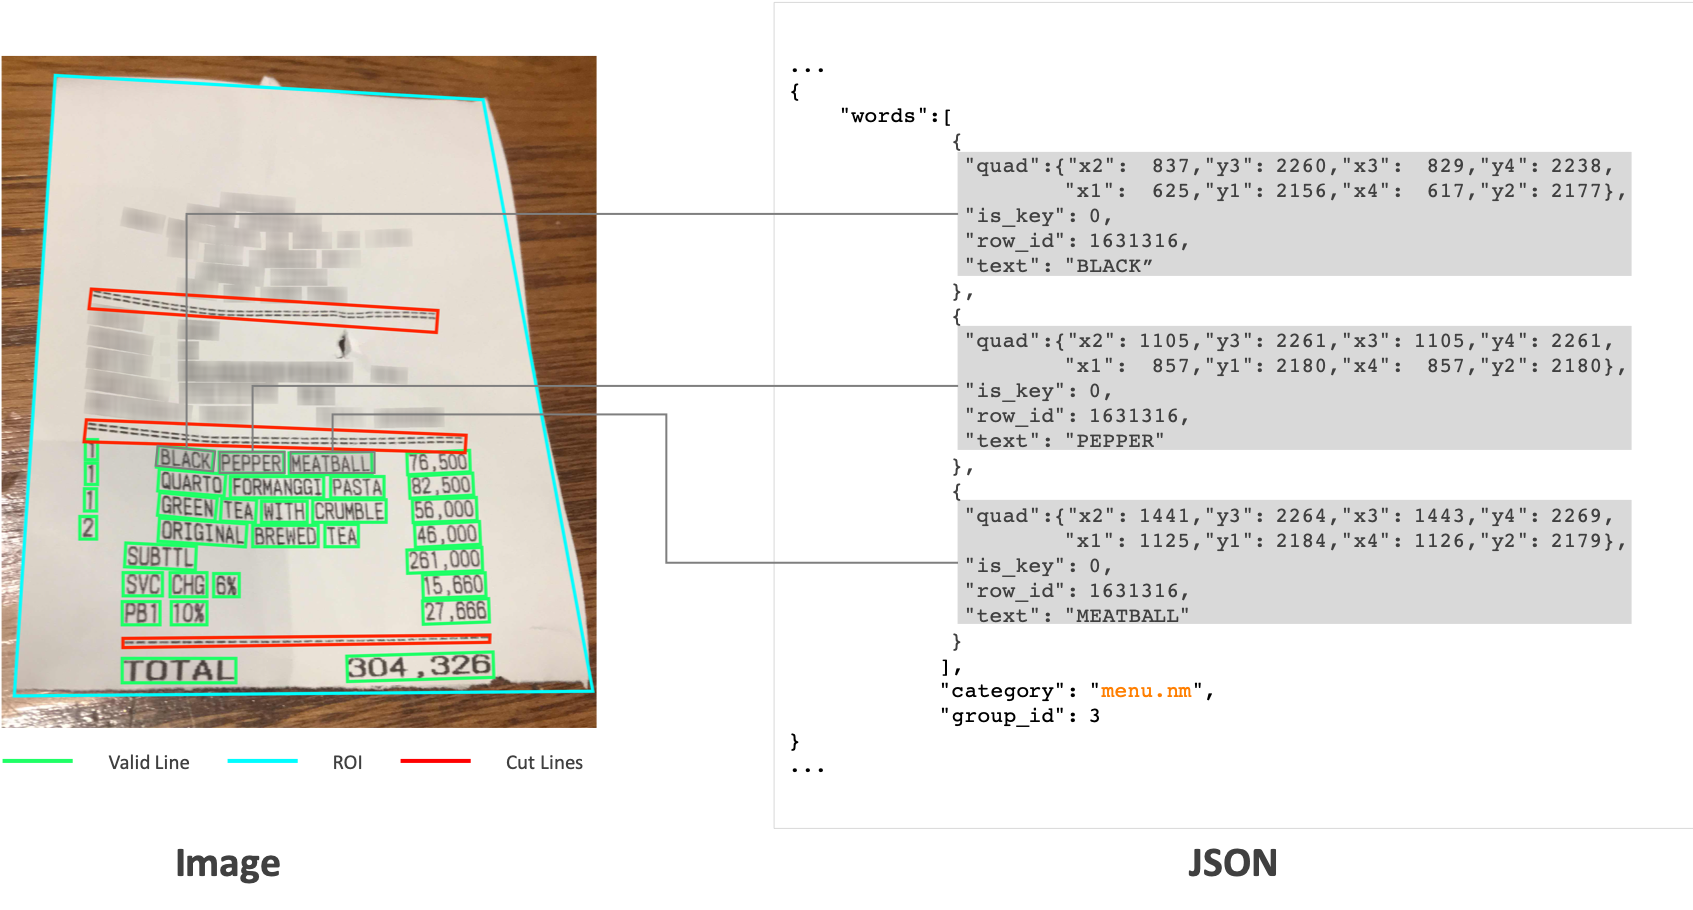 1 BLACK PEPPER MEATBALL 76,500
1 QUARTO FORMANGGI PASTA 82,500
1 GREEN TEA WITH CRUMBLE 56,000
2 ORIGINAL BREWED TEA 46,000
SUBTTL 261,000
SVC CHG 6% 15,660
PB1 10% 27,666
TOTAL 304,326
Valid Line ROI Cut Lines
Image
...
{
"words":[
{
"quad":{"x2": 837,"y3": 2260,"x3": 829,"y4": 2238,
"x1": 625,"y1": 2156,"x4": 617,"y2": 2177},
"is_key": 0,
"row_id": 1631316,
"text": "BLACK”
},
{
"quad":{"x2": 1105,"y3": 2261,"x3": 1105,"y4": 2261,
"x1": 857,"y1": 2180,"x4": 857,"y2": 2180},
"is_key": 0,
"row_id": 1631316,
"text": "PEPPER"
},
{
"quad":{"x2": 1441,"y3": 2264,"x3": 1443,"y4": 2269,
"x1": 1125,"y1": 2184,"x4": 1126,"y2": 2179},
"is_key": 0,
"row_id": 1631316,
"text": "MEATBALL"
}
],
"category": "menu.nm",
"group_id": 3
}
...
JSON